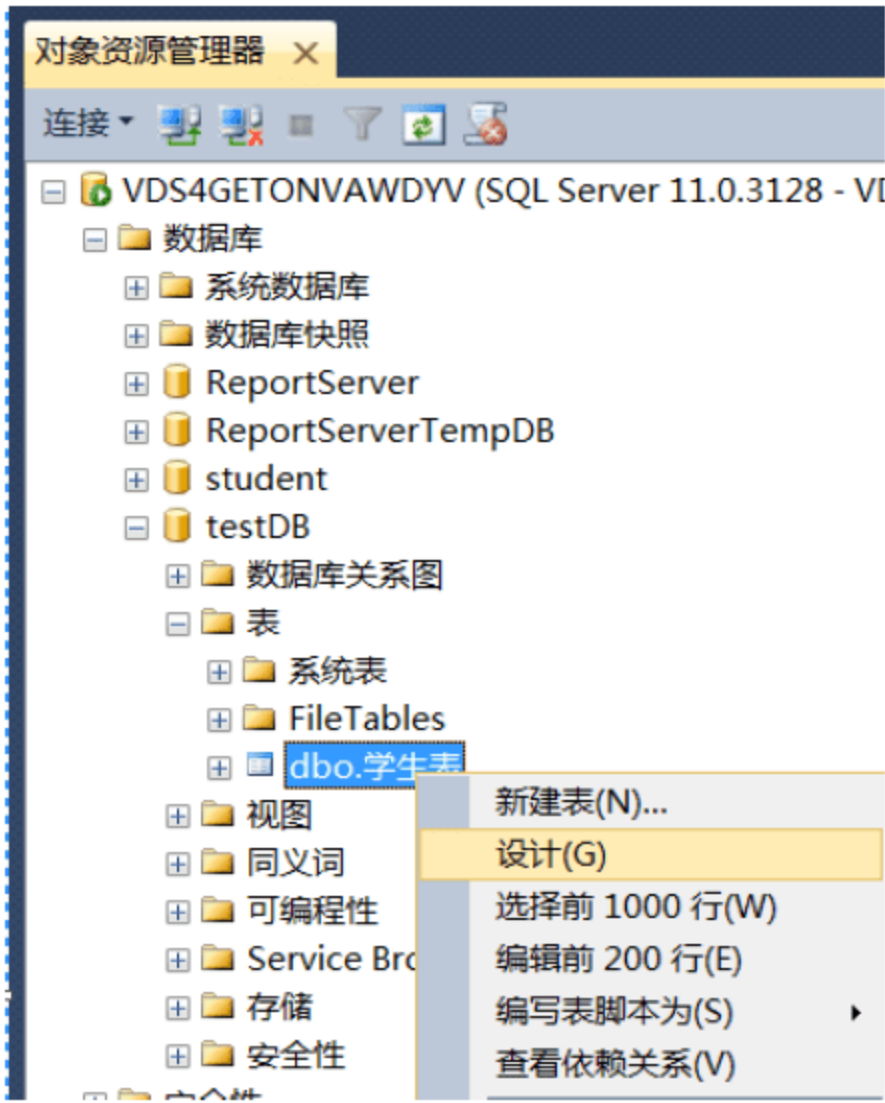 对象资源管理器
连接
VDS4GETONVAWDYV (SQL Server 11.0.3128 - VD
数据库
系统数据库
数据库快照
ReportServer
ReportServerTempDB
student
testDB
数据库关系图
表
系统表
FileTables
dbo.学生表
新建表(N)...
视图
设计(G)
同义词
选择前 1000 行(W)
可编程性
编辑前 200 行(E)
Service Bro
编写表脚本为(S)
存储
查看依赖关系(V)
安全性
安全性